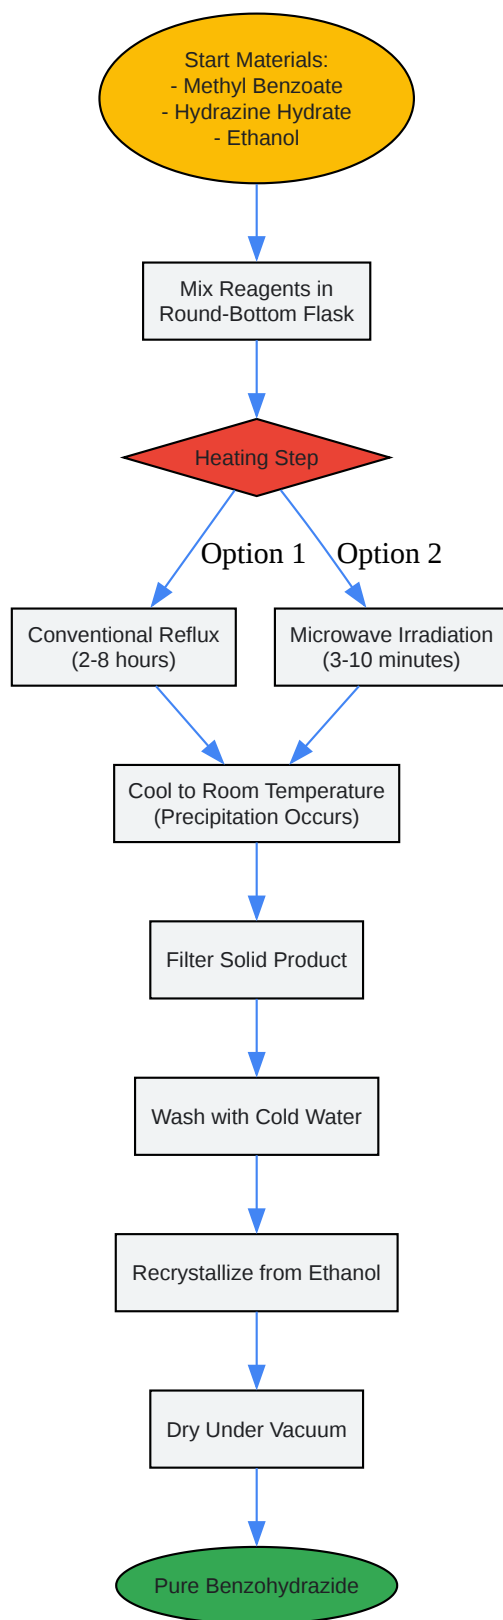 Start Materials:
- Methyl Benzoate
- Hydrazine Hydrate
- Ethanol
Mix Reagents in
Round-Bottom Flask
Heating Step
Option 1
Option 2
Conventional Reflux
(2-8 hours)
Microwave Irradiation
(3-10 minutes)
Cool to Room Temperature
(Precipitation Occurs)
Filter Solid Product
Wash with Cold Water
Recrystallize from Ethanol
Dry Under Vacuum
Pure Benzohydrazide